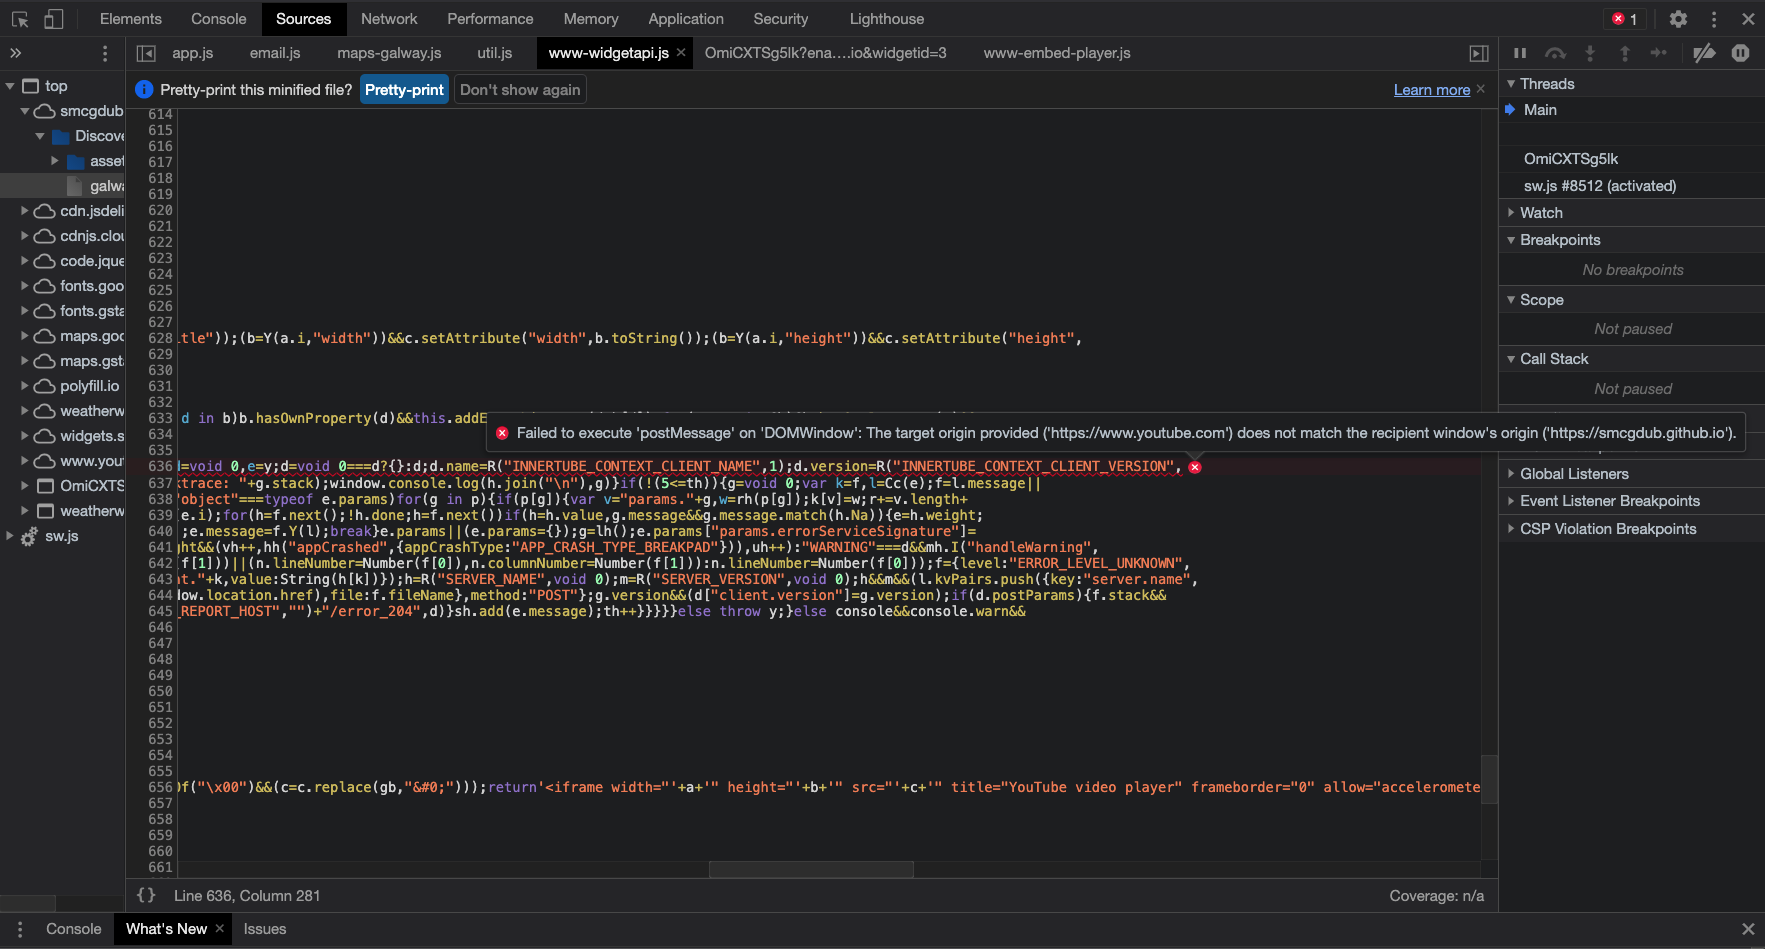 Elements Console Sources Network Performance Memory Application Security Lighthouse 1
app.js email.js maps-galway.js util.js www-widgetapi.js OmiCXTSg5lk?ena….io&widgetid=3 www-embed-player.js
Pretty-print this minified file? Pretty-print Don't show again Learn more
top
smcgdub
Discove
asset
galwa
cdn.jsdeli
cdnjs.clou
code.jque
fonts.goo
fonts.gsta
maps.goo
maps.gsta
polyfill.io
weatherw
widgets.s
www.yout
OmiCXTS
weatherw
sw.js
614
615
616
617
618
619
620
621
622
623
624
625
626
627
628 itle"));(b=Y(a.i,"width"))&&c.setAttribute("width",b.toString());(b=Y(a.i,"height"))&&c.setAttribute("height",
629
630
631
632
633 d in b)b.hasOwnProperty(d)&&this.addE
634
Failed to execute 'postMessage' on 'DOMWindow': The target origin provided ('https://www.youtube.com') does not match the recipient window's origin ('https://smcgdub.github.io').
635
636 d=void 0,e=y;d=void 0===d?{}:d;d.name=R("INNERTUBE_CONTEXT_CLIENT_NAME",1);d.version=R("INNERTUBE_CONTEXT_CLIENT_VERSION",
637 ktrace: "+g.stack);window.console.log(h.join("\n"),g)}if(!(5<=th)){g=void 0;var k=f,l=Cc(e);f=l.message||
638 "object"===typeof e.params)for(g in p){if(p[g]){var v="params."+g,w=rh(p[g]);k[v]=w;r+=v.length+
639 (e.i);for(h=f.next();!h.done;h=f.next())if(h=h.value,g.message&&g.message.match(h.Na)){e=h.weight;
640 ;e.message=f.Y(l);break}e.params||(e.params={});g=lh();e.params["params.errorServiceSignature"]=
641 ght&&(vh++,hh("appCrashed",{appCrashType:"APP_CRASH_TYPE_BREAKPAD"})),uh++):"WARNING"===d&&mh.I("handleWarning",
642 (f[1]))||(n.lineNumber=Number(f[0]),n.columnNumber=Number(f[1])):n.lineNumber=Number(f[0]));f={level:"ERROR_LEVEL_UNKNOWN",
643 nt."+k,value:String(h[k])});h=R("SERVER_NAME",void 0);m=R("SERVER_VERSION",void 0);h&&m&&(l.kvPairs.push({key:"server.name",
644 dow.location.href),file:f.fileName},method:"POST"};g.version&&(d["client.version"]=g.version);if(d.postParams){f.stack&&
645 _REPORT_HOST","")+"/error_204",d)}sh.add(e.message);th++}}}}}else throw y;}else console&&console.warn&&
646
647
648
649
650
651
652
653
654
655
656 Of("\x00")&&(c=c.replace(gb,"&#0;")));return'<iframe width="'+a+'" height="'+b+'" src="'+c+'" title="YouTube video player" frameborder="0" allow="acceleromete
657
658
659
660
661
{} Line 636, Column 281 Coverage: n/a
Threads
Main
OmiCXTSg5lk
sw.js #8512 (activated)
Watch
Breakpoints
No breakpoints
Scope
Not paused
Call Stack
Not paused
Global Listeners
Event Listener Breakpoints
CSP Violation Breakpoints
Console What's New Issues